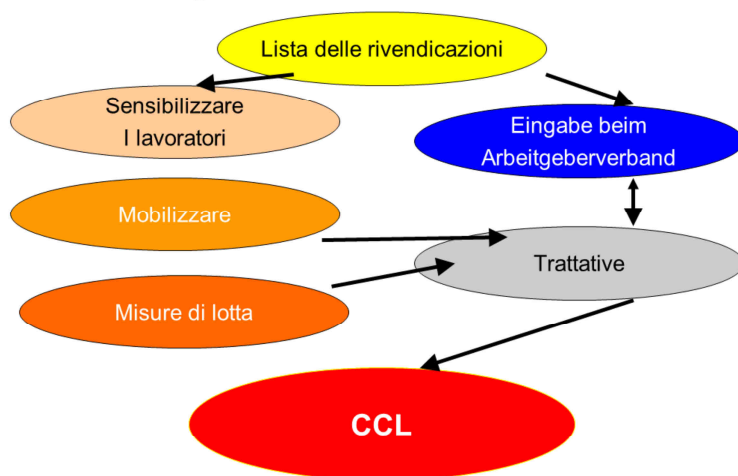 Lista delle rivendicazioni
Sensibilizzare
I lavoratori
Eingabe beim
Arbeitgeberverband
Mobilizzare
Trattative
Misure di lotta
CCL